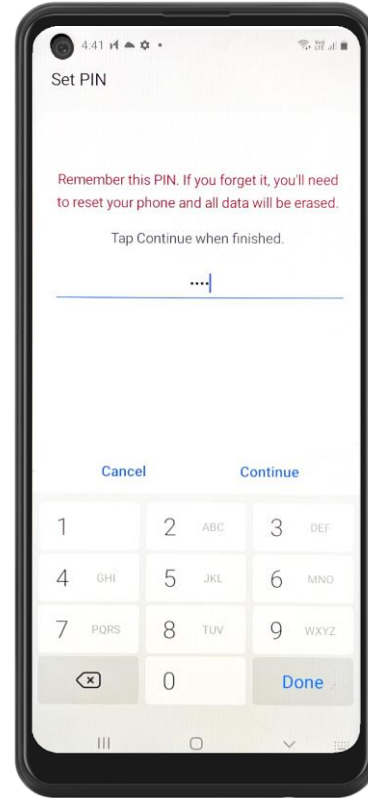 4:41
Set PIN
Remember this PIN. If you forget it, you'll need
to reset your phone and all data will be erased.
Tap Continue when finished.
····
Cancel Continue
1 2 ABC 3 DEF
4 GHI 5 JKL 6 MNO
7 PQRS 8 TUV 9 WXYZ
0 Done